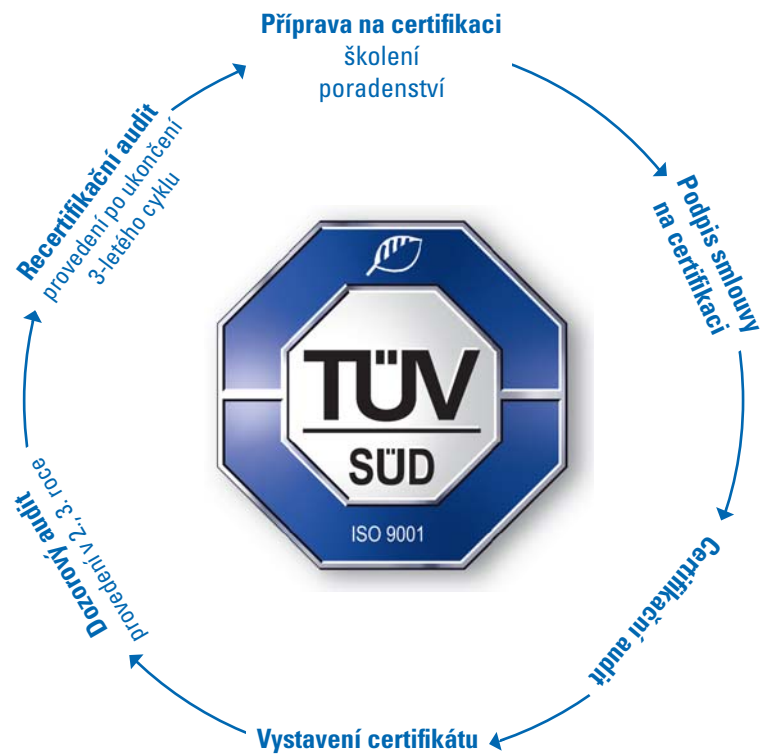 Příprava na certifikaci
školení
poradenství
Podpis smlouvy
na certifikaci
Certifikační audit
Vystavení certifikátu
Dozorový audit
provedení v 2., 3. roce
Recertifikační audit
provedení po ukončení
3-letého cyklu
TÜV
SÜD
ISO 9001